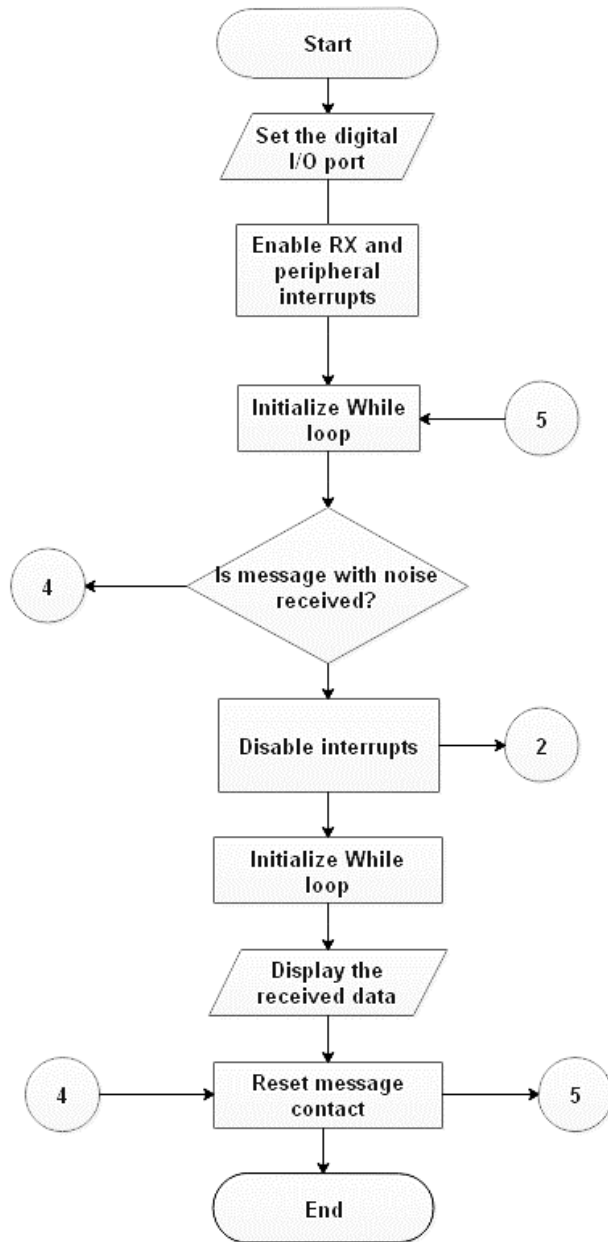 Start
Set the digital
I/O port
Enable RX and
peripheral
interrupts
Initialize While
loop
5
Is message with noise
received?
4
Disable interrupts
2
Initialize While
loop
Display the
received data
4
Reset message
contact
5
End